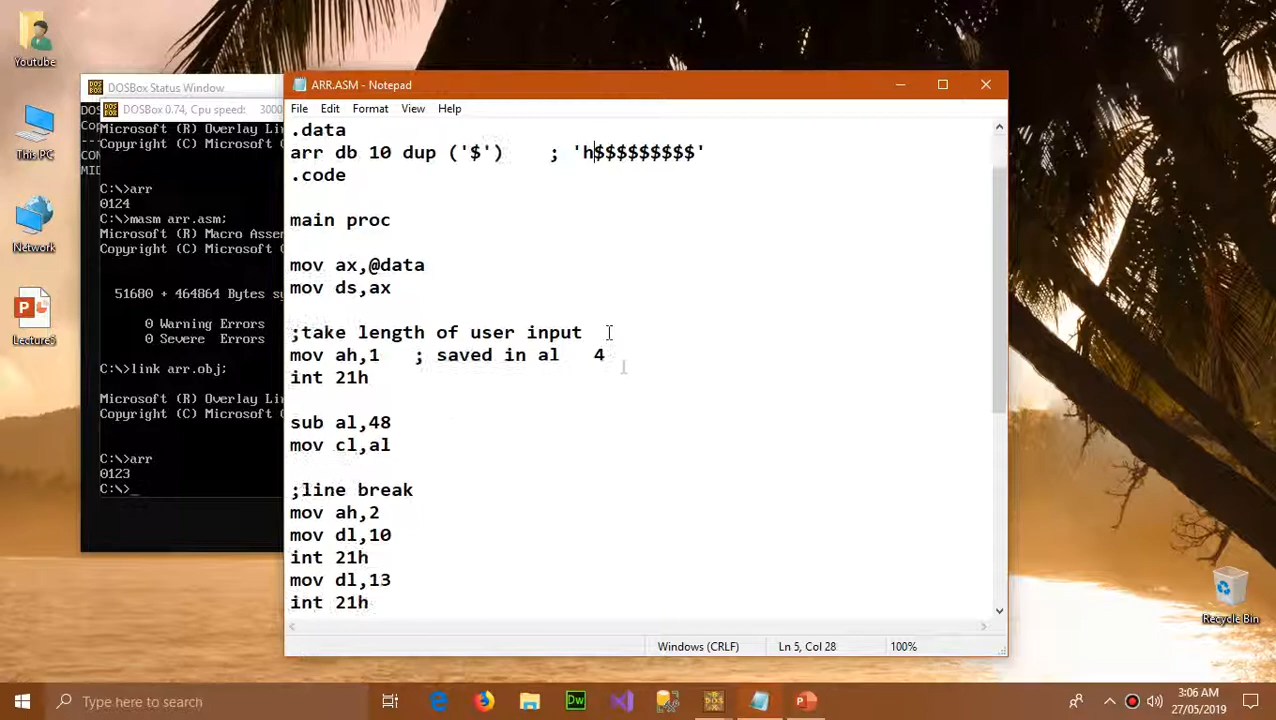 Youtube
This PC
Network
Lecture5
Recycle Bin
DOSBox Status Window
DOSBox 0.74, Cpu speed: 3000
Microsoft (R) Overlay Lin
Copyright (C) Microsoft
C:\>arr
0124
C:\>masm arr.asm;
Microsoft (R) Macro Asse
Copyright (C) Microsoft
51680 + 464864 Bytes sy
0 Warning Errors
0 Severe Errors
C:\>link arr.obj;
Microsoft (R) Overlay Lin
Copyright (C) Microsoft
C:\>arr
0123
C:\>_
ARR.ASM - Notepad
File Edit Format View Help
.data
arr db 10 dup ('$') ; 'h$$$$$$$$$'
.code
main proc
mov ax,@data
mov ds,ax
;take length of user input
mov ah,1 ; saved in al 4
int 21h
sub al,48
mov cl,al
;line break
mov ah,2
mov dl,10
int 21h
mov dl,13
int 21h
Windows (CRLF) Ln 5, Col 28 100%
Type here to search
Dw
3:06 AM
27/05/2019